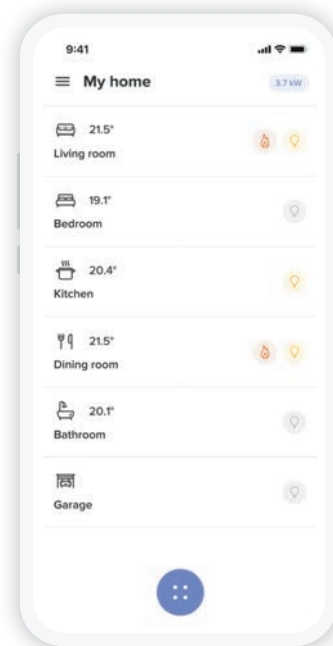 9:41
My home
3.7 kW
21.5°
Living room
19.1°
Bedroom
20.4°
Kitchen
21.5°
Dining room
20.1°
Bathroom
Garage